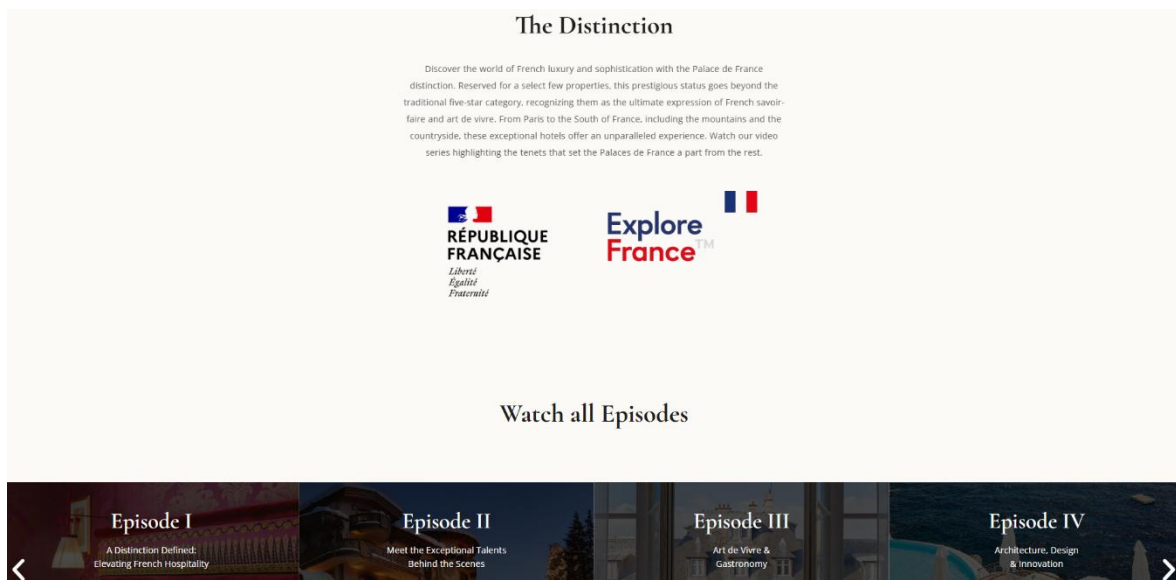 The Distinction
Discover the world of French luxury and sophistication with the Palace de France
distinction. Reserved for a select few properties, this prestigious status goes beyond the
traditional five-star category, recognizing them as the ultimate expression of French savoir-
faire and art de vivre. From Paris to the South of France, including the mountains and the
countryside, these exceptional hotels offer an unparalleled experience. Watch our video
series highlighting the tenets that set the Palaces de France a part from the rest.
RÉPUBLIQUE
FRANÇAISE
Liberté
Égalité
Fraternité
Explore
France™
Watch all Episodes
Episode I
A Distinction Defined:
Elevating French Hospitality
Episode II
Meet the Exceptional Talents
Behind the Scenes
Episode III
Art de Vivre &
Gastronomy
Episode IV
Architecture, Design
& Innovation